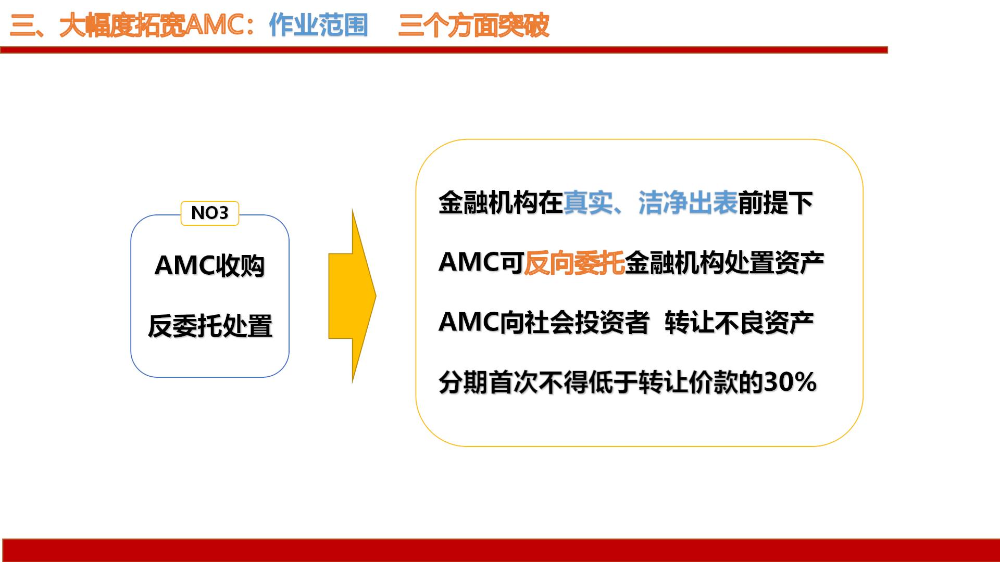 三、大幅度拓宽AMC：作业范围 三个方面突破
NO3
AMC收购
反委托处置
金融机构在真实、洁净出表前提下
AMC可反向委托金融机构处置资产
AMC向社会投资者 转让不良资产
分期首次不得低于转让价款的30%